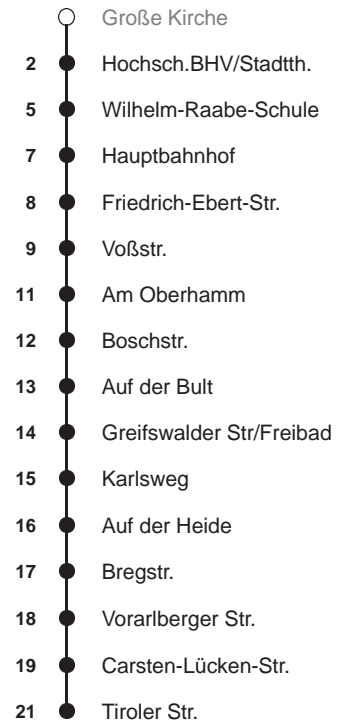 Große Kirche
2 Hochsch.BHV/Stadtth.
5 Wilhelm-Raabe-Schule
7 Hauptbahnhof
8 Friedrich-Ebert-Str.
9 Voßstr.
11 Am Oberhamm
12 Boschstr.
13 Auf der Bult
14 Greifswalder Str/Freibad
15 Karlsweg
16 Auf der Heide
17 Bregstr.
18 Vorarlberger Str.
19 Carsten-Lücken-Str.
21 Tiroler Str.